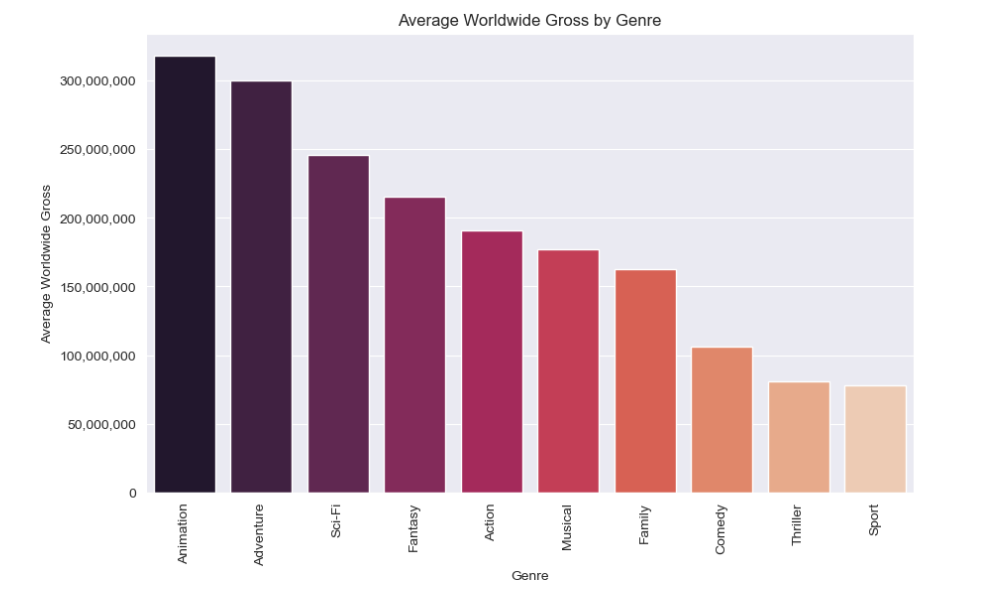 Average Worldwide Gross by Genre
Average Worldwide Gross
300,000,000
250,000,000
200,000,000
150,000,000
100,000,000
50,000,000
0
Animation
Adventure
Sci-Fi
Fantasy
Action
Musical
Family
Comedy
Thriller
Sport
Genre